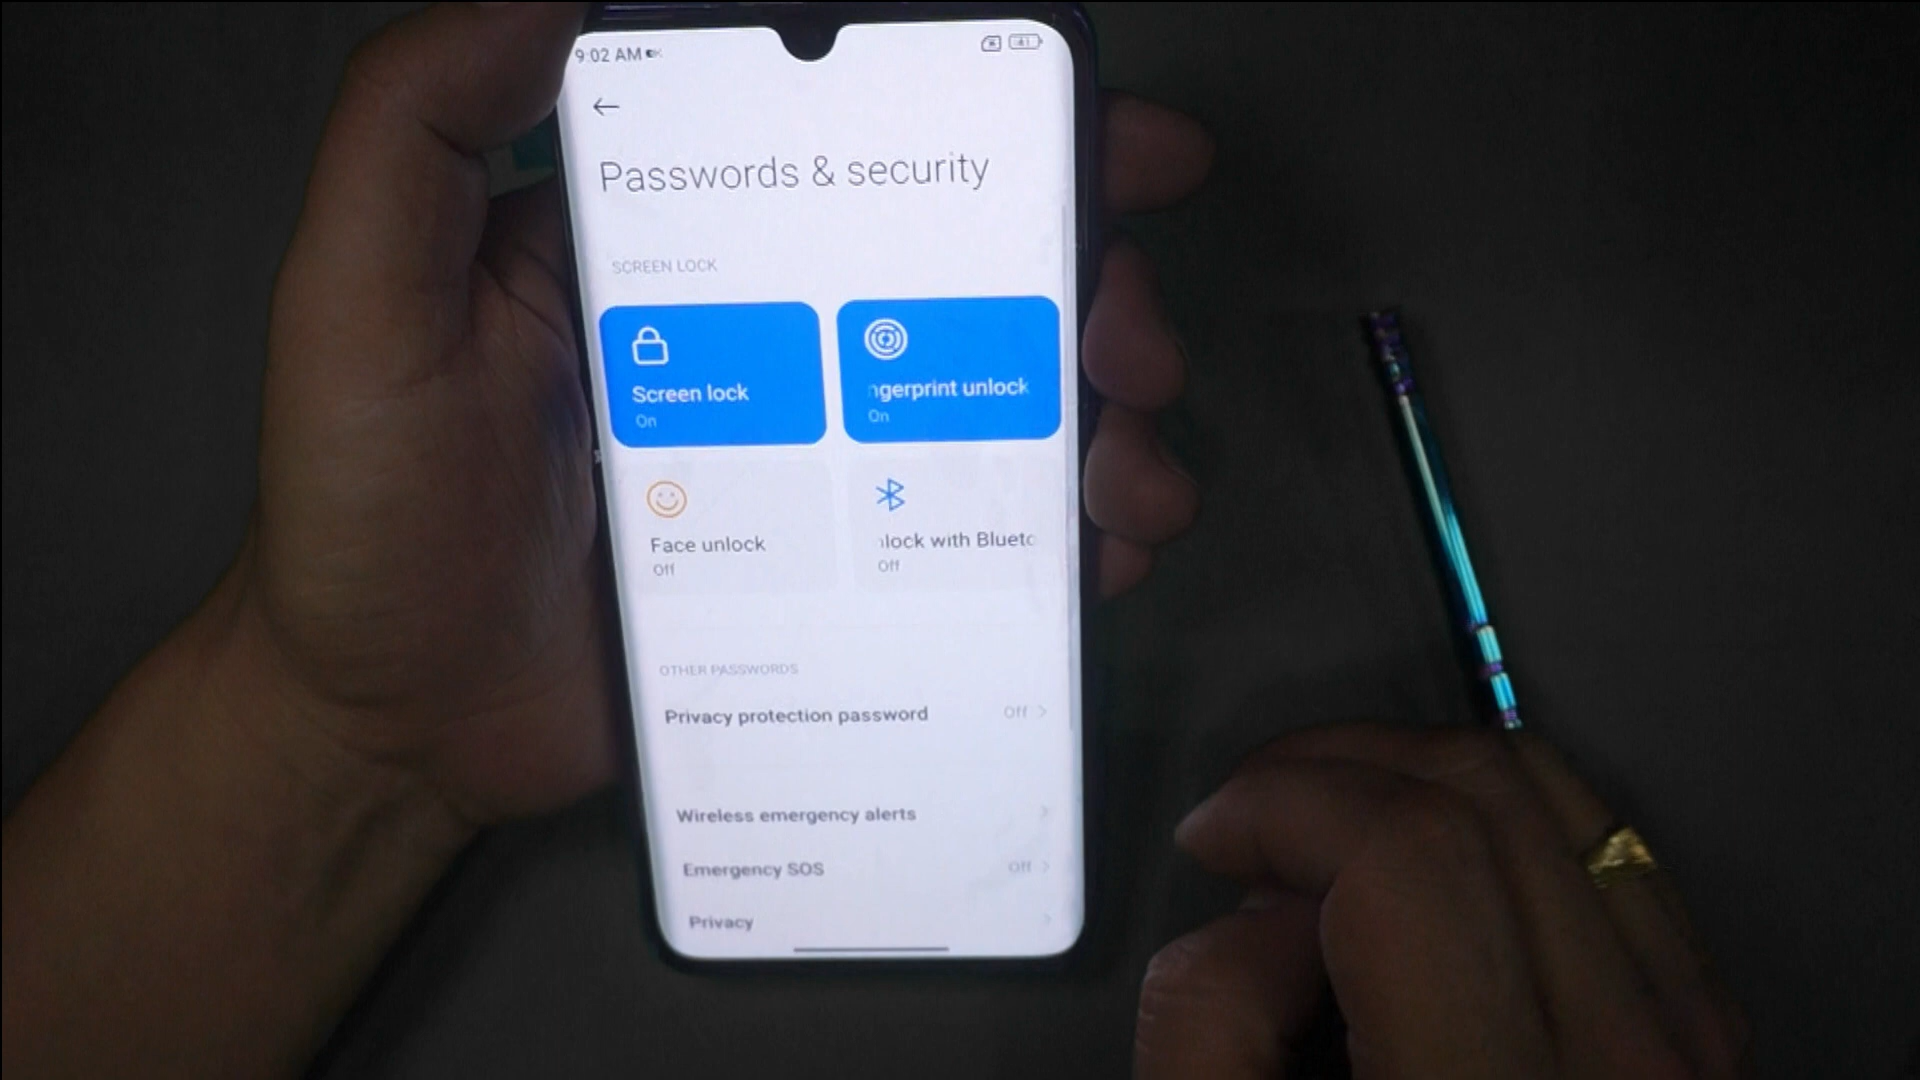 9:02 AM
Passwords & security
SCREEN LOCK
Screen lock
On
ngerprint unlock
On
Face unlock
Off
lock with Bluetc
Off
OTHER PASSWORDS
Privacy protection password
Off
Wireless emergency alerts
Emergency SOS
Off
Privacy